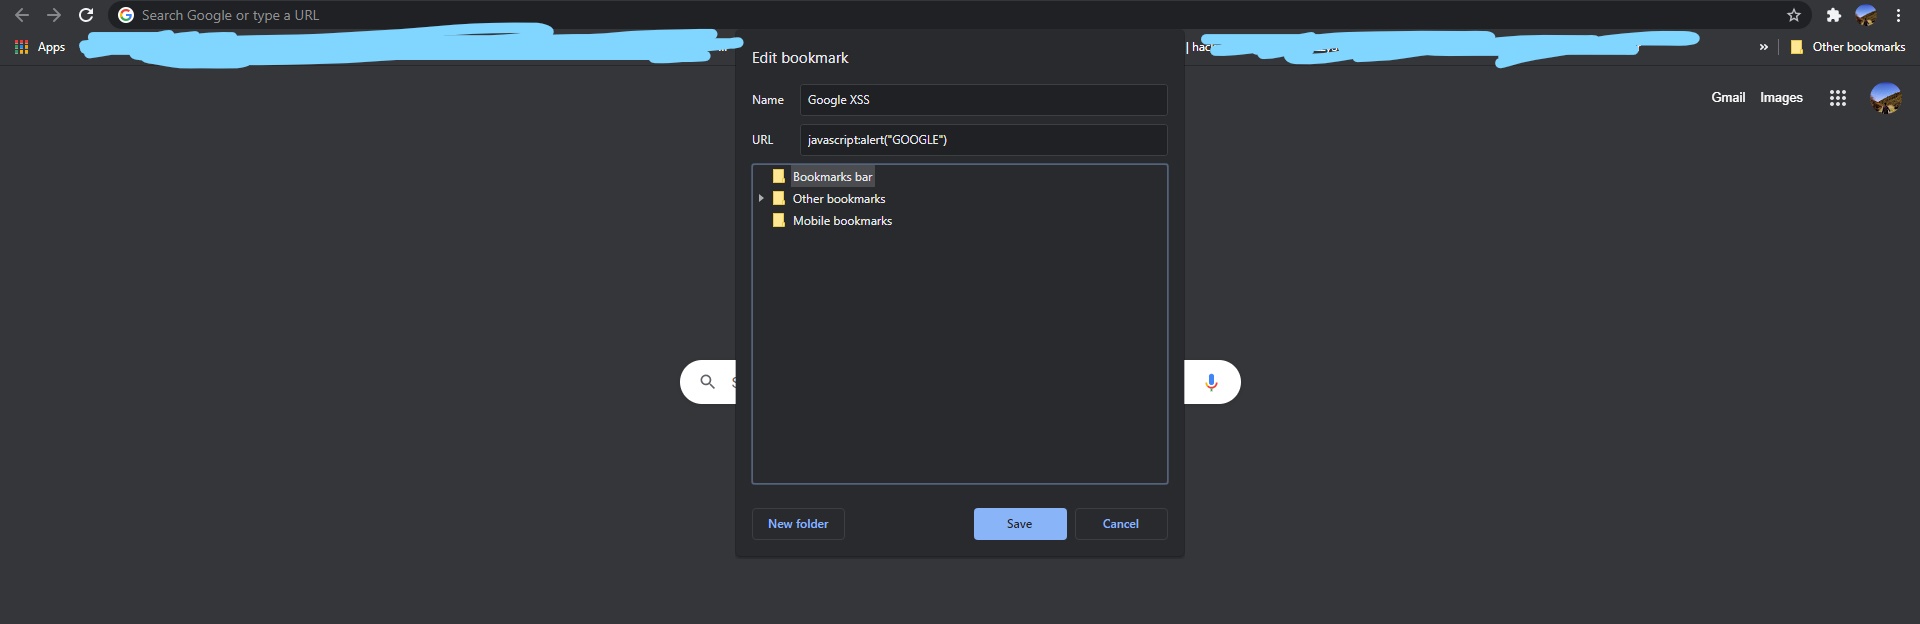 Search Google or type a URL
Apps
| hac
Other bookmarks
Edit bookmark
Gmail Images
Name Google XSS
URL javascript:alert("GOOGLE")
Bookmarks bar
Other bookmarks
Mobile bookmarks
New folder Save Cancel